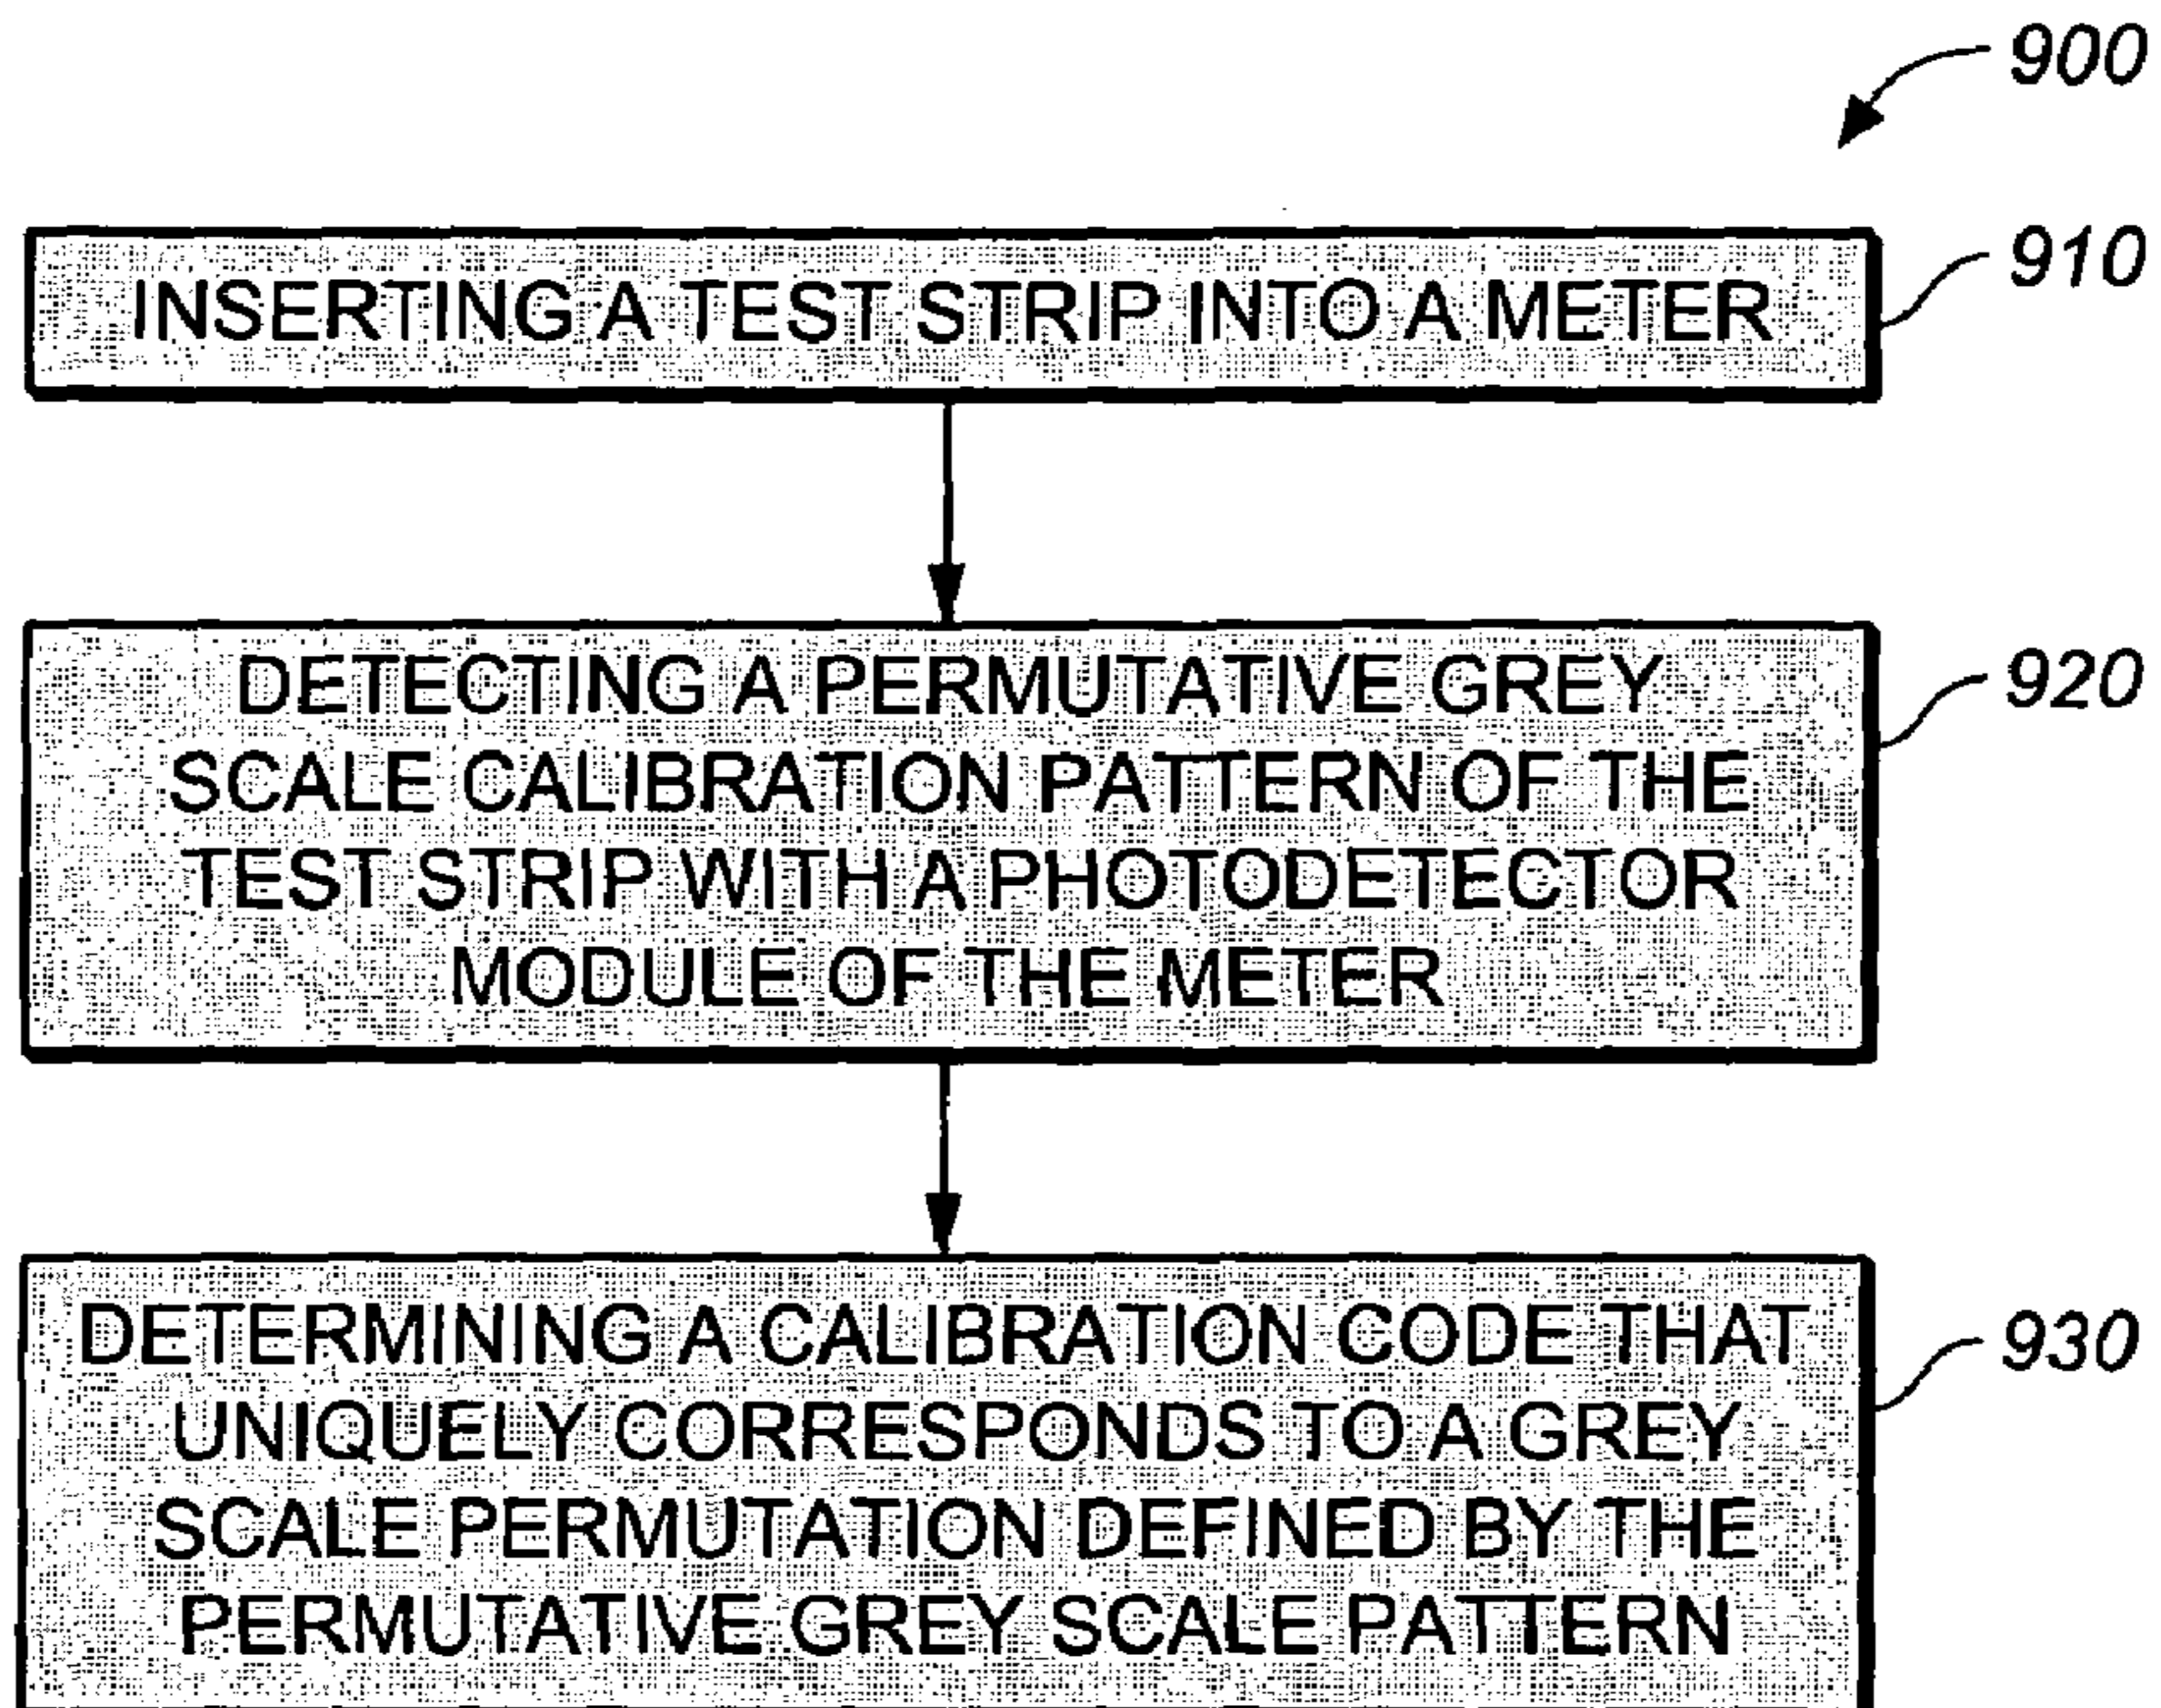 900
INSERTING A TEST STRIP INTO A METER
910
DETECTING A PERMUTATIVE GREY
SCALE CALIBRATION PATTERN OF THE
TEST STRIP WITH A PHOTODETECTOR
MODULE OF THE METER
920
DETERMINING A CALIBRATION CODE THAT
UNIQUELY CORRESPONDS TO A GREY
SCALE PERMUTATION DEFINED BY THE
PERMUTATIVE GREY SCALE PATTERN
930